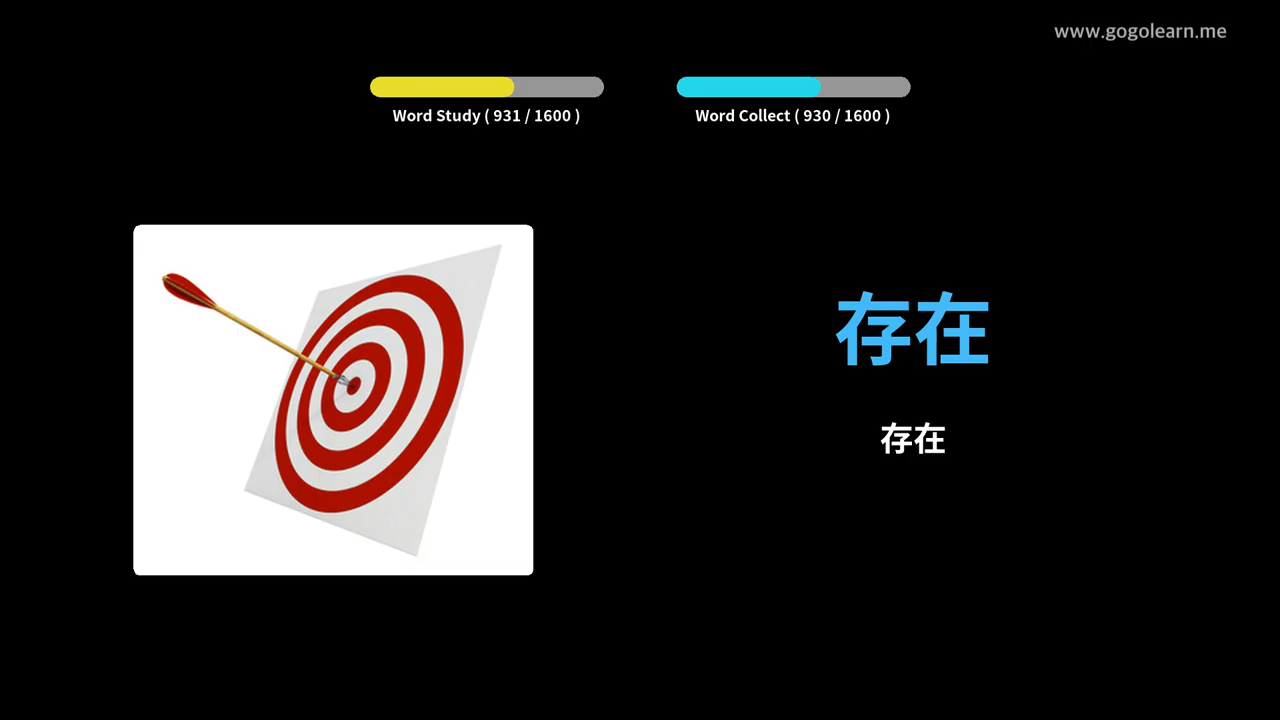 www.gogolearn.me
Word Study ( 931 / 1600 )
Word Collect ( 930 / 1600 )
存在
存在